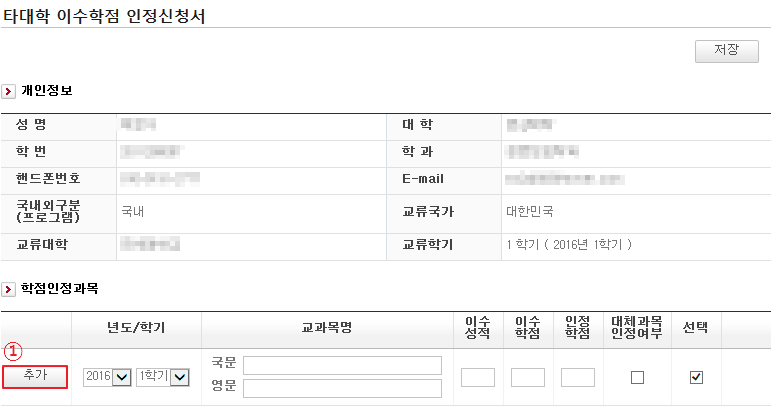 타대학 이수학점 인정신청서
저장
개인정보
성 명
대 학
학 번
학 과
핸드폰번호
E-mail
국내외구분
(프로그램)
국내
교류국가
대한민국
교류대학
교류학기
1 학기 ( 2016년 1학기 )
학점인정과목
년도/학기
교과목명
이수
성적
이수
학점
인정
학점
대체과목
인정여부
선택
①
추가
2016
1학기
국문
영문